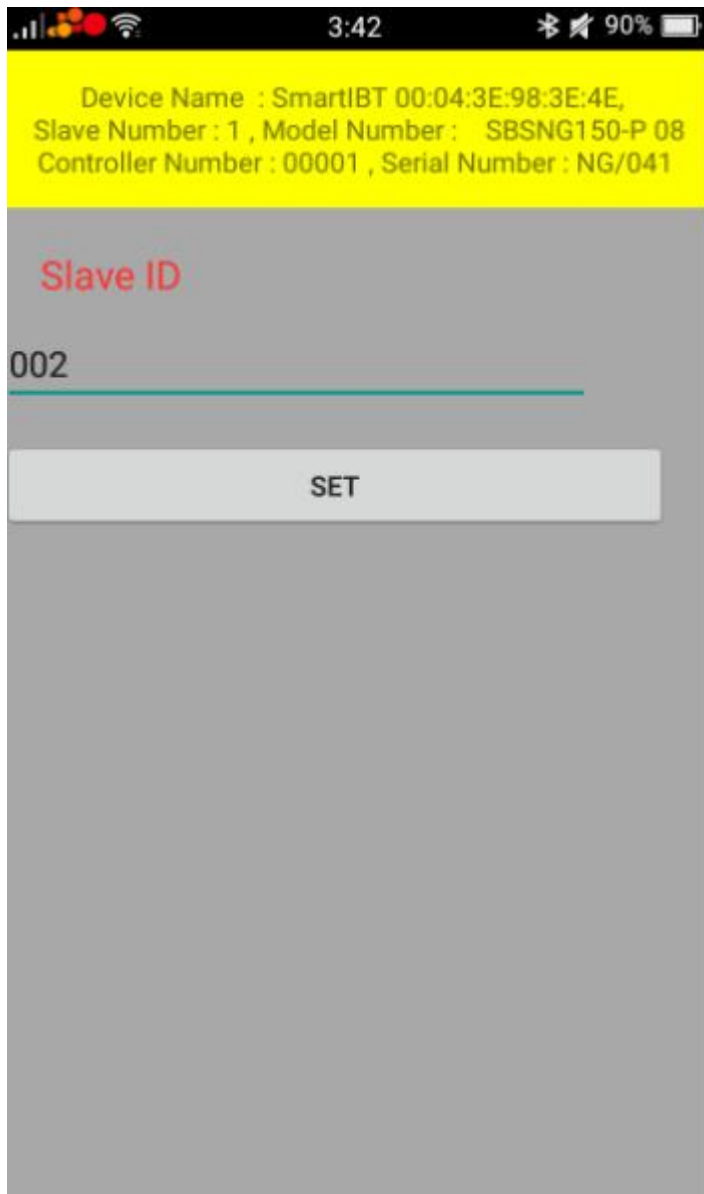 3:42 90%
Device Name : SmartIBT 00:04:3E:98:3E:4E,
Slave Number : 1 , Model Number : SBSNG150-P 08
Controller Number : 00001 , Serial Number : NG/041
Slave ID
002
SET